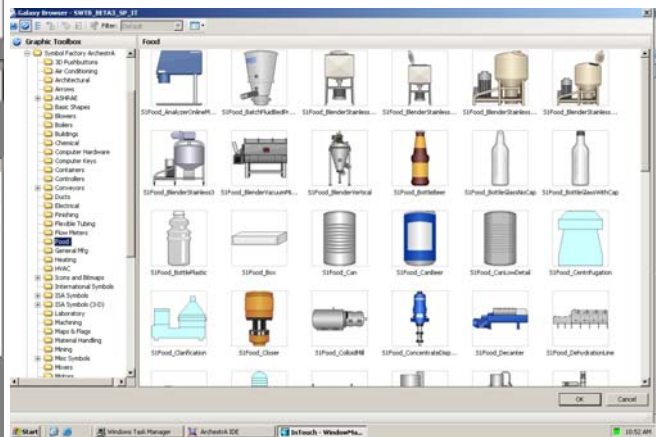 Galaxy Browser - SWTB_BETA3_SP_IT
Filter: Default
Graphic Toolbox
Food
Symbol Factory ArchestrA
3D Pushbuttons
Air Conditioning
Architectural
Arrows
ASHRAE
Basic Shapes
Blowers
Boilers
Buildings
Chemical
Computer Hardware
Computer Keys
Containers
Controllers
Conveyors
Ducts
Electrical
Finishing
Flexible Tubing
Flow Meters
Food
General Mfg
Heating
HVAC
Icons and Bitmaps
International Symbols
ISA Symbols
ISA Symbols (3-D)
Laboratory
Machining
Maps & Flags
Material Handling
Mining
Misc Symbols
Mixers
Motors
S1Food_AnalyzerOnlineM... S1Food_BatchFluidBedPr... S1Food_BlenderStainless... S1Food_BlenderStainless... S1Food_BlenderStainless... S1Food_BlenderStainless...
S1Food_BlenderStainless3 S1Food_BlenderVacuumMi... S1Food_BlenderVertical S1Food_BottleBeer S1Food_BottleGlassNoCap S1Food_BottleGlassWithCap
S1Food_BottlePlastic S1Food_Box S1Food_Can S1Food_CanBeer S1Food_CanLowDetail S1Food_Centrifugation
S1Food_Clarification S1Food_Closer S1Food_ColloidMill S1Food_ConcentrateDisp... S1Food_Decanter S1Food_DehydrationLine
OK Cancel
Start Windows Task Manager ArchestrA IDE InTouch - WindowMa... 10:52 AM